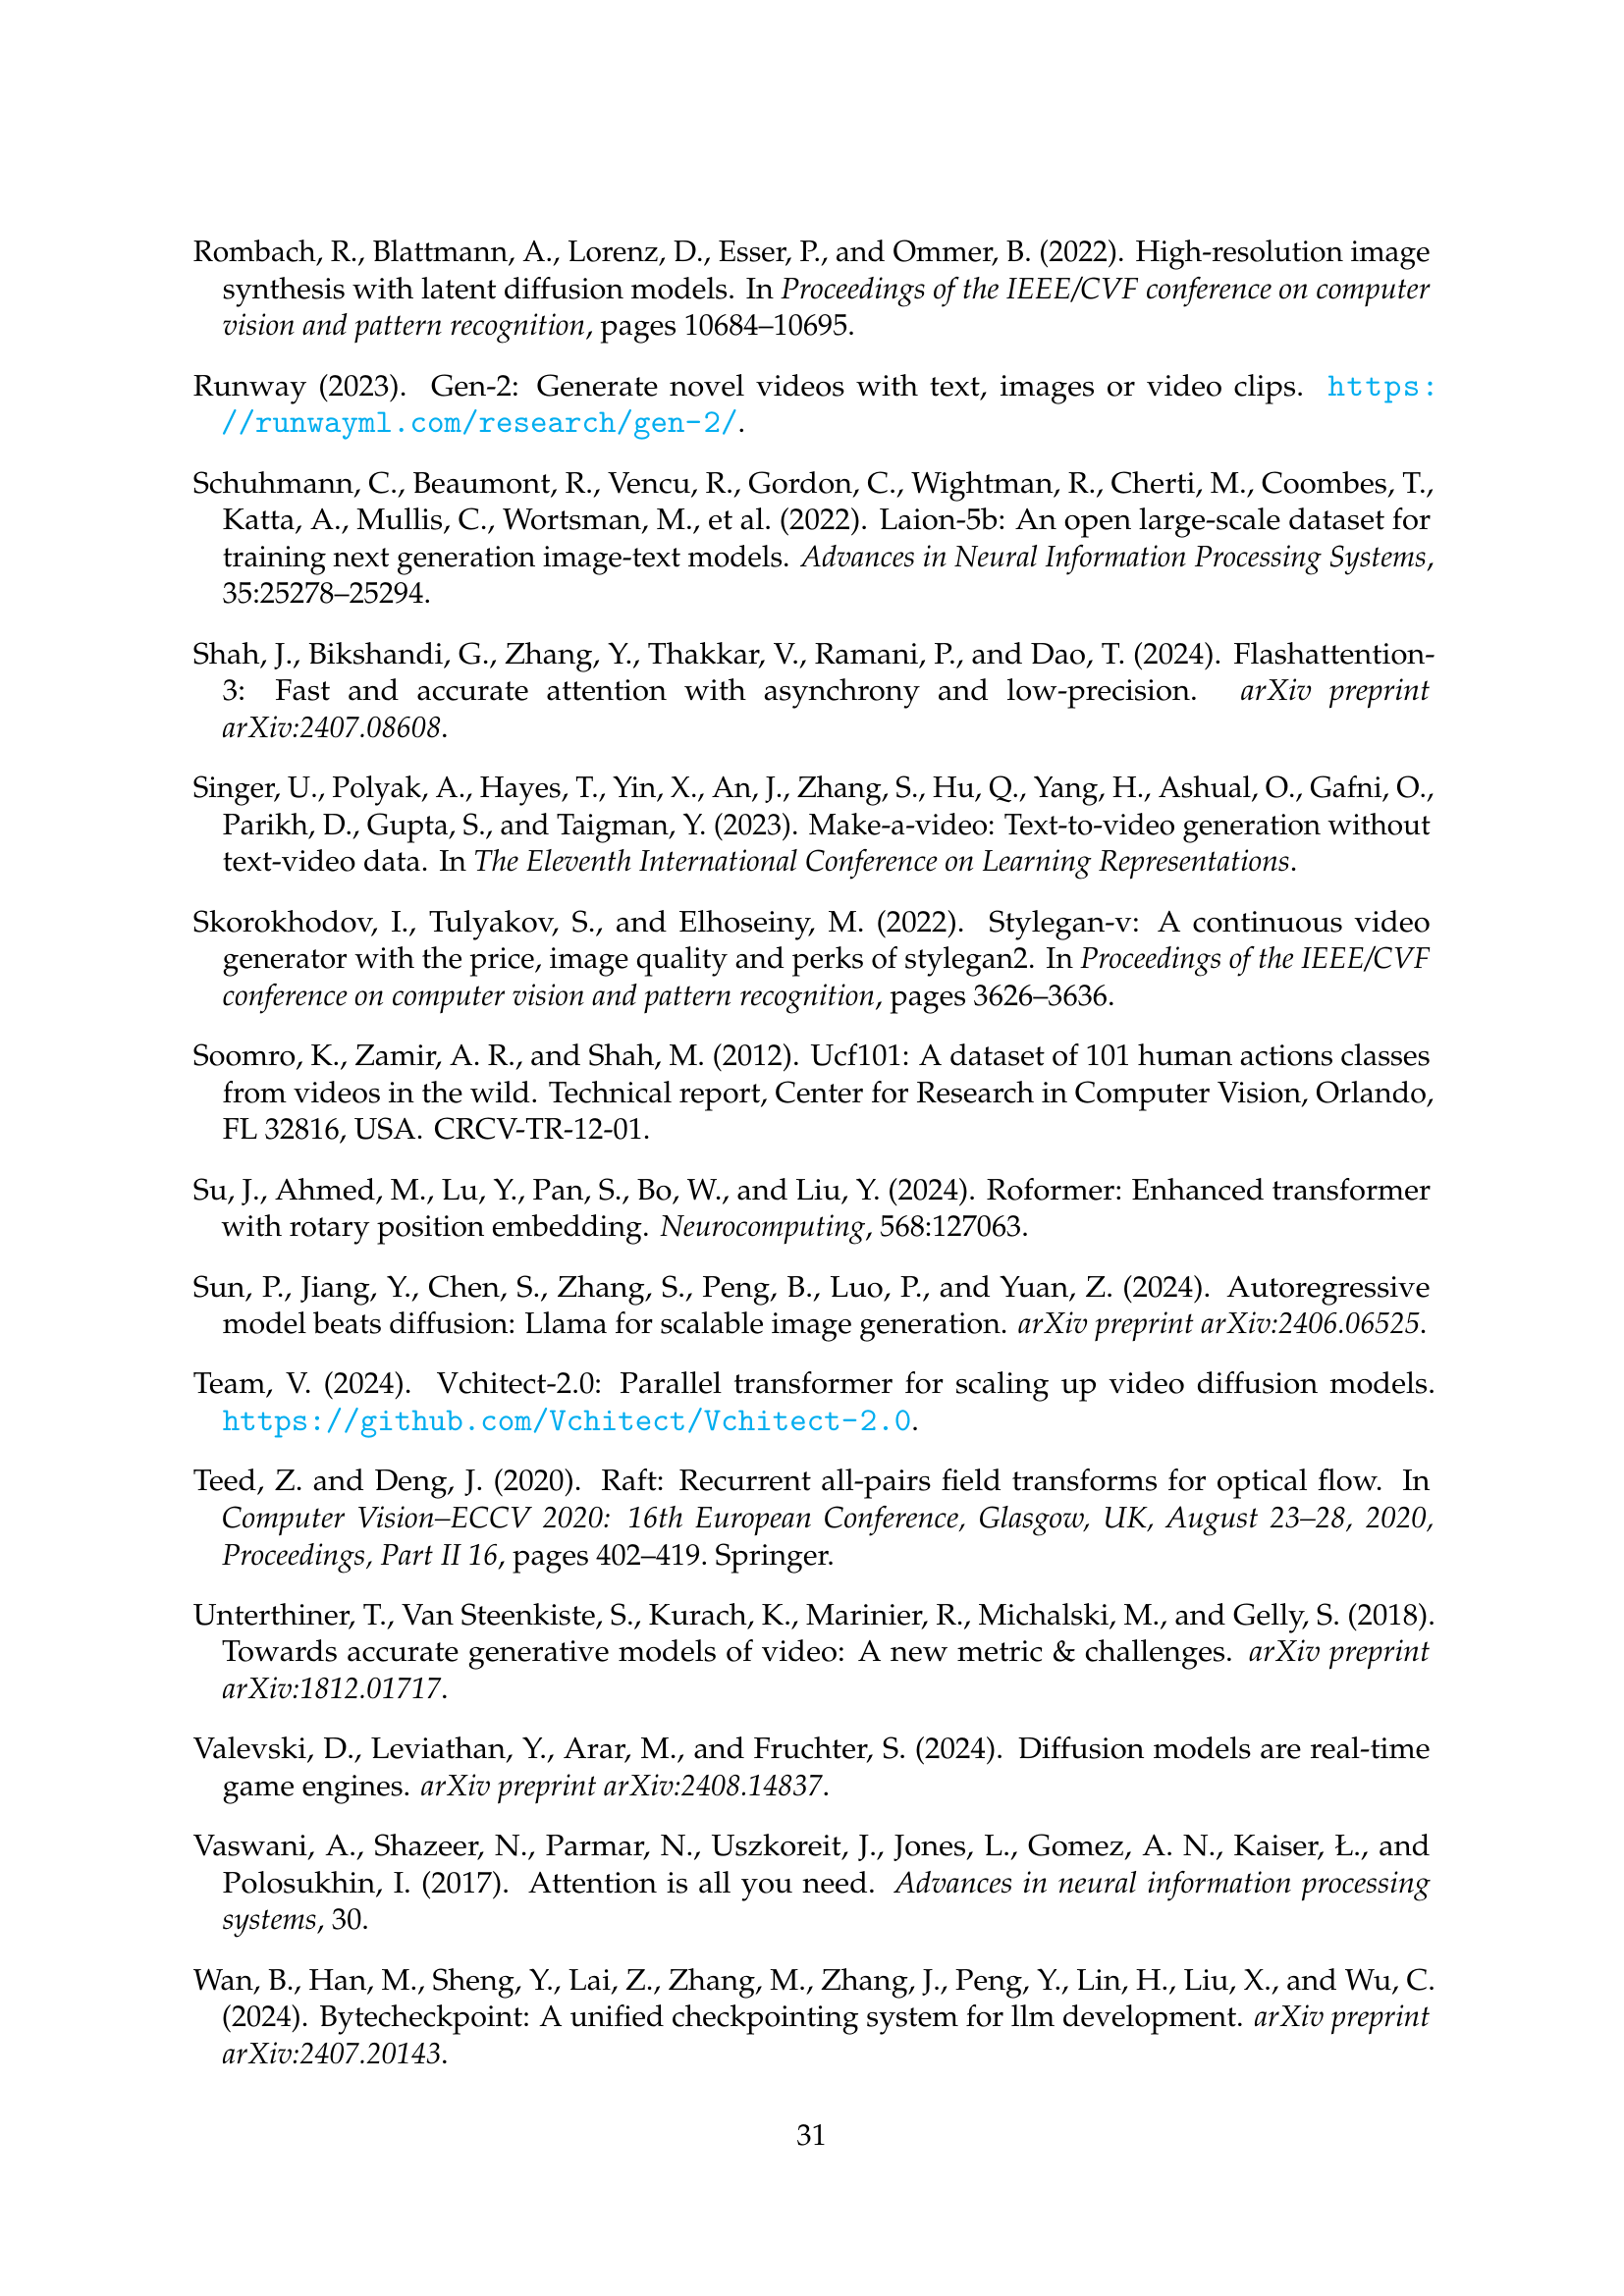 Rombach, R., Blattmann, A., Lorenz, D., Esser, P., and Ommer, B. (2022). High-resolution image
synthesis with latent diffusion models. In Proceedings of the IEEE/CVF conference on computer
vision and pattern recognition, pages 10684–10695.
Runway (2023). Gen-2: Generate novel videos with text, images or video clips. https:
//runwayml.com/research/gen-2/.
Schuhmann, C., Beaumont, R., Vencu, R., Gordon, C., Wightman, R., Cherti, M., Coombes, T.,
Katta, A., Mullis, C., Wortsman, M., et al. (2022). Laion-5b: An open large-scale dataset for
training next generation image-text models. Advances in Neural Information Processing Systems,
35:25278–25294.
Shah, J., Bikshandi, G., Zhang, Y., Thakkar, V., Ramani, P., and Dao, T. (2024). Flashattention-
3: Fast and accurate attention with asynchrony and low-precision. arXiv preprint
arXiv:2407.08608.
Singer, U., Polyak, A., Hayes, T., Yin, X., An, J., Zhang, S., Hu, Q., Yang, H., Ashual, O., Gafni, O.,
Parikh, D., Gupta, S., and Taigman, Y. (2023). Make-a-video: Text-to-video generation without
text-video data. In The Eleventh International Conference on Learning Representations.
Skorokhodov, I., Tulyakov, S., and Elhoseiny, M. (2022). Stylegan-v: A continuous video
generator with the price, image quality and perks of stylegan2. In Proceedings of the IEEE/CVF
conference on computer vision and pattern recognition, pages 3626–3636.
Soomro, K., Zamir, A. R., and Shah, M. (2012). Ucf101: A dataset of 101 human actions classes
from videos in the wild. Technical report, Center for Research in Computer Vision, Orlando,
FL 32816, USA. CRCV-TR-12-01.
Su, J., Ahmed, M., Lu, Y., Pan, S., Bo, W., and Liu, Y. (2024). Roformer: Enhanced transformer
with rotary position embedding. Neurocomputing, 568:127063.
Sun, P., Jiang, Y., Chen, S., Zhang, S., Peng, B., Luo, P., and Yuan, Z. (2024). Autoregressive
model beats diffusion: Llama for scalable image generation. arXiv preprint arXiv:2406.06525.
Team, V. (2024). Vchitect-2.0: Parallel transformer for scaling up video diffusion models.
https://github.com/Vchitect/Vchitect-2.0.
Teed, Z. and Deng, J. (2020). Raft: Recurrent all-pairs field transforms for optical flow. In
Computer Vision–ECCV 2020: 16th European Conference, Glasgow, UK, August 23–28, 2020,
Proceedings, Part II 16, pages 402–419. Springer.
Unterthiner, T., Van Steenkiste, S., Kurach, K., Marinier, R., Michalski, M., and Gelly, S. (2018).
Towards accurate generative models of video: A new metric & challenges. arXiv preprint
arXiv:1812.01717.
Valevski, D., Leviathan, Y., Arar, M., and Fruchter, S. (2024). Diffusion models are real-time
game engines. arXiv preprint arXiv:2408.14837.
Vaswani, A., Shazeer, N., Parmar, N., Uszkoreit, J., Jones, L., Gomez, A. N., Kaiser, Ł., and
Polosukhin, I. (2017). Attention is all you need. Advances in neural information processing
systems, 30.
Wan, B., Han, M., Sheng, Y., Lai, Z., Zhang, M., Zhang, J., Peng, Y., Lin, H., Liu, X., and Wu, C.
(2024). Bytecheckpoint: A unified checkpointing system for llm development. arXiv preprint
arXiv:2407.20143.
31